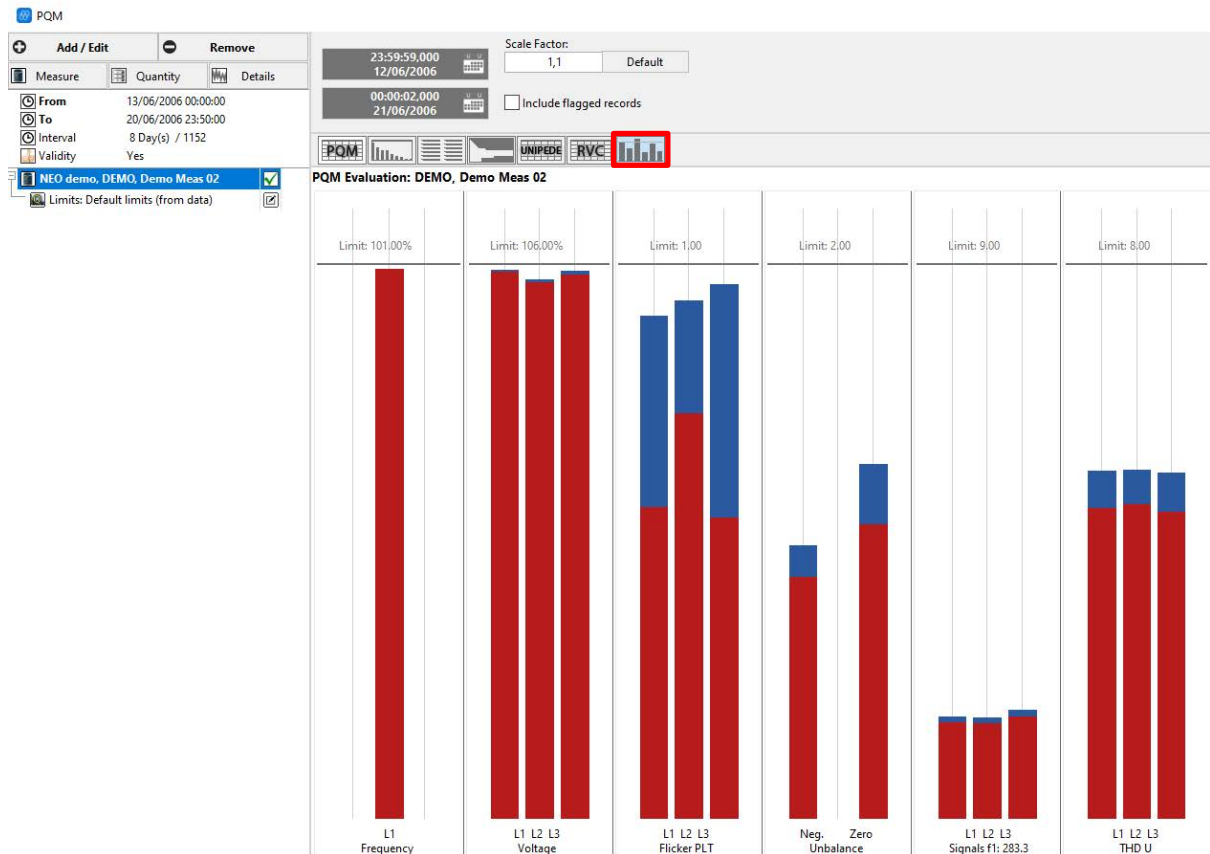 PQM
Add / Edit
Remove
Measure
Quantity
Details
From 13/06/2006 00:00:00
To 20/06/2006 23:50:00
Interval 8 Day(s) / 1152
Validity Yes
NEO demo, DEMO, Demo Meas 02
Limits: Default limits (from data)
23:59:59,000
12/06/2006
00:00:02,000
21/06/2006
Scale Factor:
1,1 Default
Include flagged records
PQM UNIPEDE RVC
PQM Evaluation: DEMO, Demo Meas 02
Limit: 101.00% Limit: 106.00% Limit: 1.00 Limit: 2.00 Limit: 9.00 Limit: 8.00
L1 L1 L2 L3 L1 L2 L3 Neg. Zero L1 L2 L3 L1 L2 L3
Frequency Voltage Flicker PLT Unbalance Signals f1: 283.3 THD U